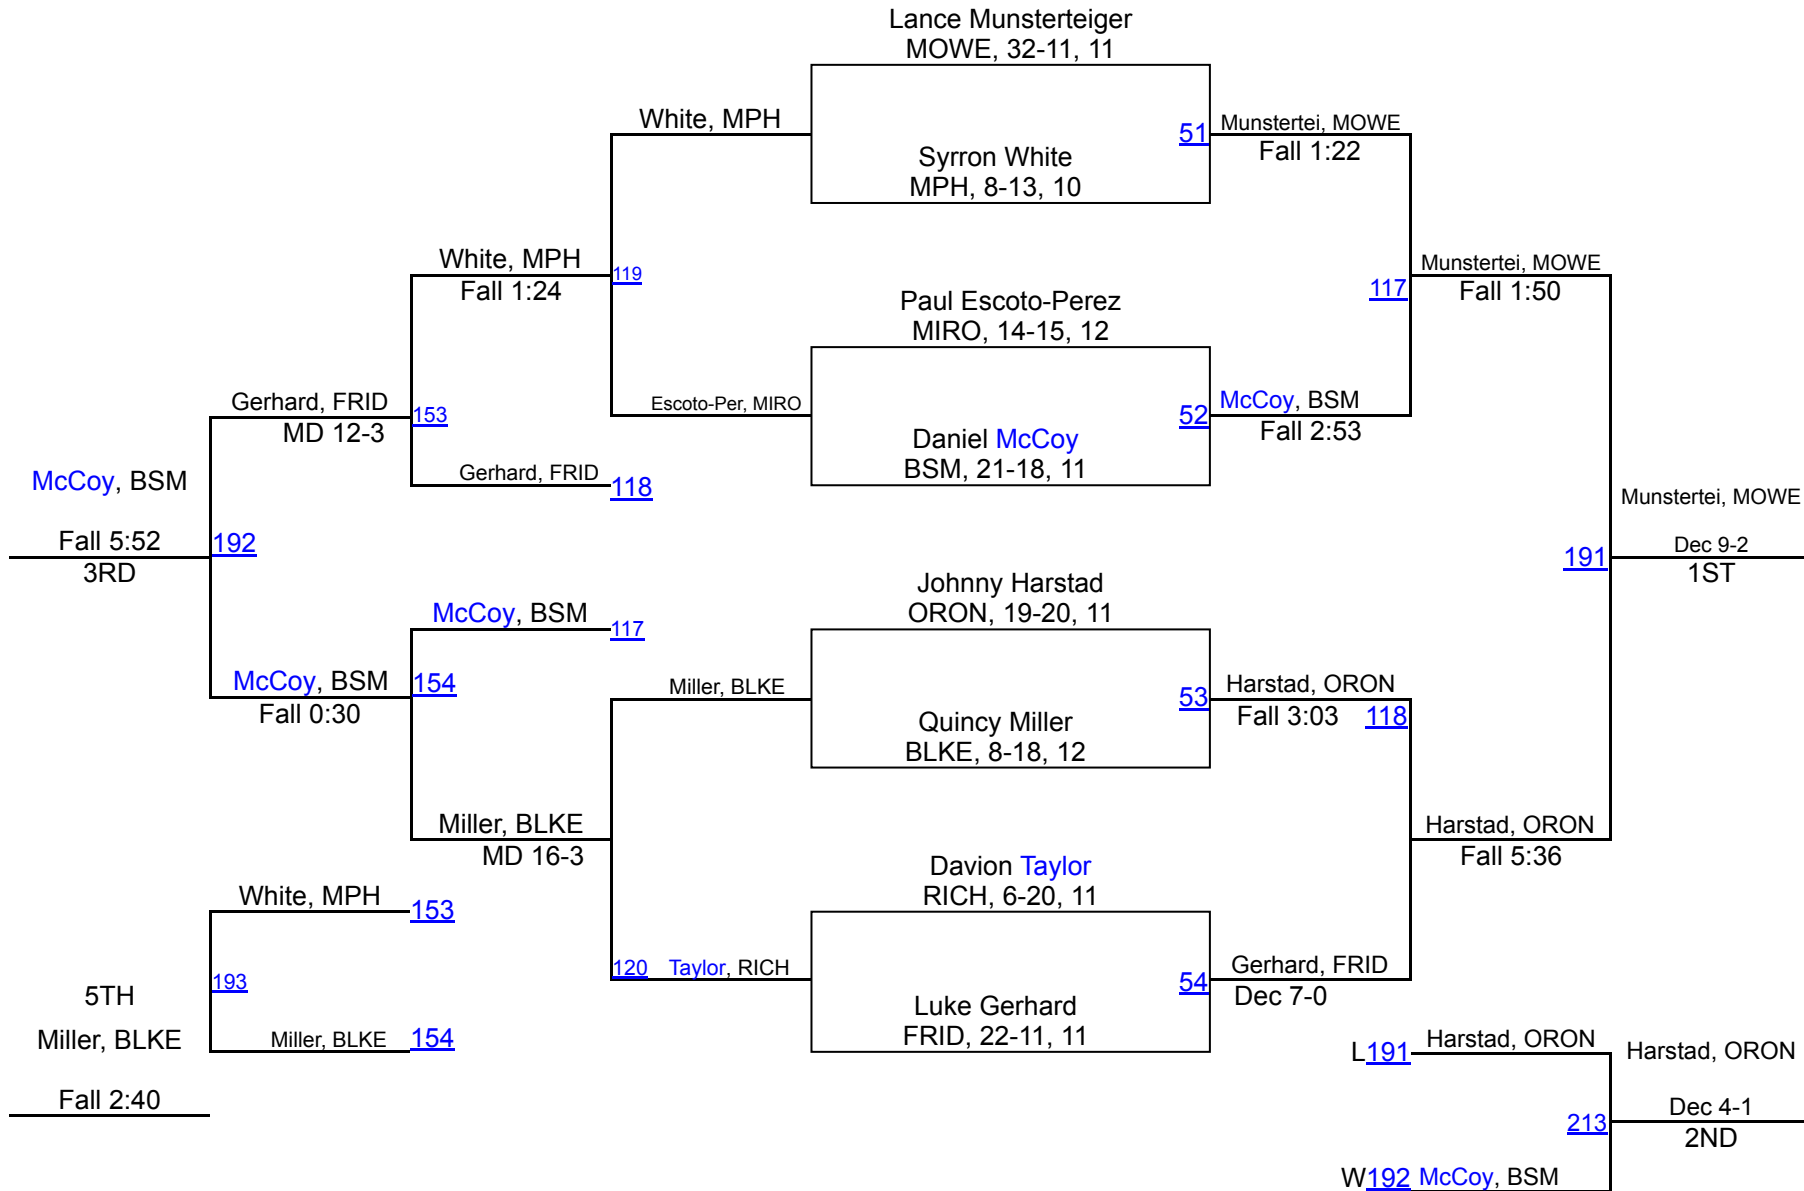 Lance Munsterteiger
MOWE, 32-11, 11
White, MPH
51
Munstertei, MOWE
Fall 1:22
Syrron White
MPH, 8-13, 10
White, MPH
Fall 1:24
119
Munstertei, MOWE
Fall 1:50
117
Paul Escoto-Perez
MIRO, 14-15, 12
Gerhard, FRID
MD 12-3
153
Escoto-Per, MIRO
52
McCoy, BSM
Fall 2:53
Daniel McCoy
BSM, 21-18, 11
Gerhard, FRID
118
McCoy, BSM
Fall 5:52
3RD
192
Munstertei, MOWE
191
Dec 9-2
1ST
Johnny Harstad
ORON, 19-20, 11
McCoy, BSM
117
McCoy, BSM
Fall 0:30
154
Miller, BLKE
53
Harstad, ORON
Fall 3:03
118
Quincy Miller
BLKE, 8-18, 12
Miller, BLKE
MD 16-3
Harstad, ORON
Fall 5:36
Davion Taylor
RICH, 6-20, 11
White, MPH
153
120
Taylor, RICH
54
Gerhard, FRID
Dec 7-0
193
5TH
Miller, BLKE
Luke Gerhard
FRID, 22-11, 11
Miller, BLKE
154
Fall 2:40
L191
Harstad, ORON
Harstad, ORON
213
Dec 4-1
2ND
W192
McCoy, BSM